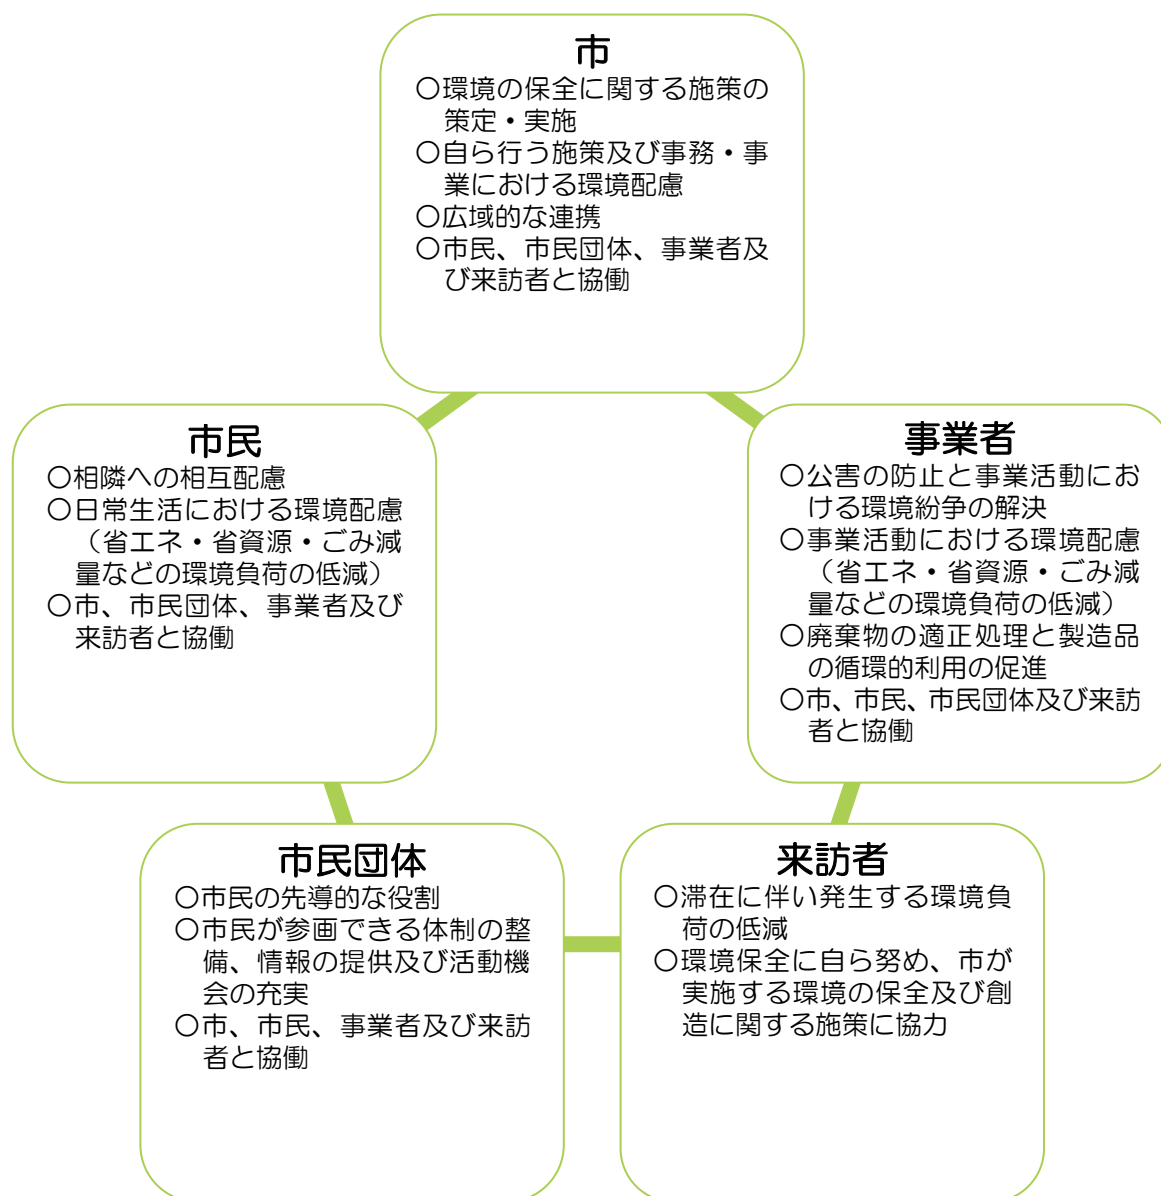 市
○環境の保全に関する施策の
策定・実施
○自ら行う施策及び事務・事
業における環境配慮
○広域的な連携
○市民、市民団体、事業者及
び来訪者と協働
市民
○相隣への相互配慮
○日常生活における環境配慮
（省エネ・省資源・ごみ減
量などの環境負荷の低減）
○市、市民団体、事業者及び
来訪者と協働
事業者
○公害の防止と事業活動にお
ける環境紛争の解決
○事業活動における環境配慮
（省エネ・省資源・ごみ減
量などの環境負荷の低減）
○廃棄物の適正処理と製造品
の循環的利用の促進
○市、市民、市民団体及び来訪
者と協働
市民団体
○市民の先導的な役割
○市民が参画できる体制の整
備、情報の提供及び活動機
会の充実
○市、市民、事業者及び来訪
者と協働
来訪者
○滞在に伴い発生する環境負
荷の低減
○環境保全に自ら努め、市が
実施する環境の保全及び創
造に関する施策に協力